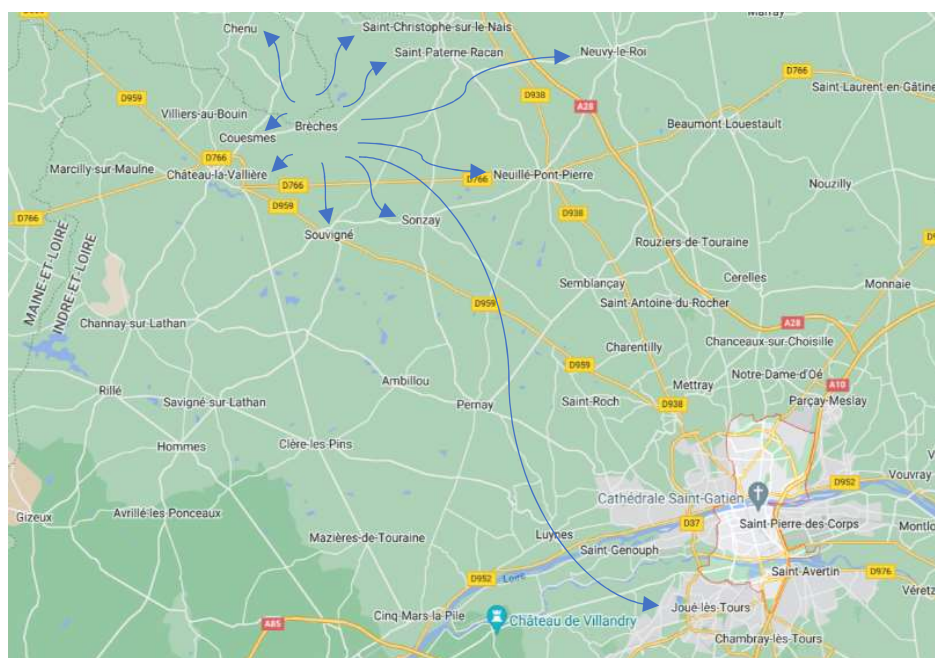 Marray
Chenu
Saint-Christophe-sur-le-Nais
Saint-Paterne-Racan
Neuvy-le-Roi
D766
Saint-Laurent-en-Gâtine
D959
D938
A28
Villiers-au-Bouin
Brèches
Couesmes
Beaumont-Louestault
D766
Marcilly-sur-Maulne
Château-la-Vallière
D766
D766
Neuillé-Pont-Pierre
Nouzilly
D766
D959
Souvigné
Sonzay
D938
Rouziers-de-Touraine
MAINE-ET-LOIRE
INDRE-ET-LOIRE
Semblançay
Cerelles
Monnaie
D959
Saint-Antoine-du-Rocher
Channay-sur-Lathan
A28
Chanceaux-sur-Choisille
Charentilly
D959
Notre-Dame-d'Oé
Rillé
Ambillou
Mettray
A10
Savigné-sur-Lathan
Pernay
Saint-Roch
D938
Parçay-Meslay
Hommes
Cléré-les-Pins
Vouvray
D952
Cathédrale Saint-Gatien
Gizeux
Avrillé-les-Ponceaux
D37
Saint-Pierre-des-Corps
Montlo
Mazières-de-Touraine
Luynes
Saint-Genouph
D952
Loire
Saint-Avertin
D976
Véretz
Cinq-Mars-la-Pile
Joué-lès-Tours
A85
Château de Villandry
Chambray-lès-Tours